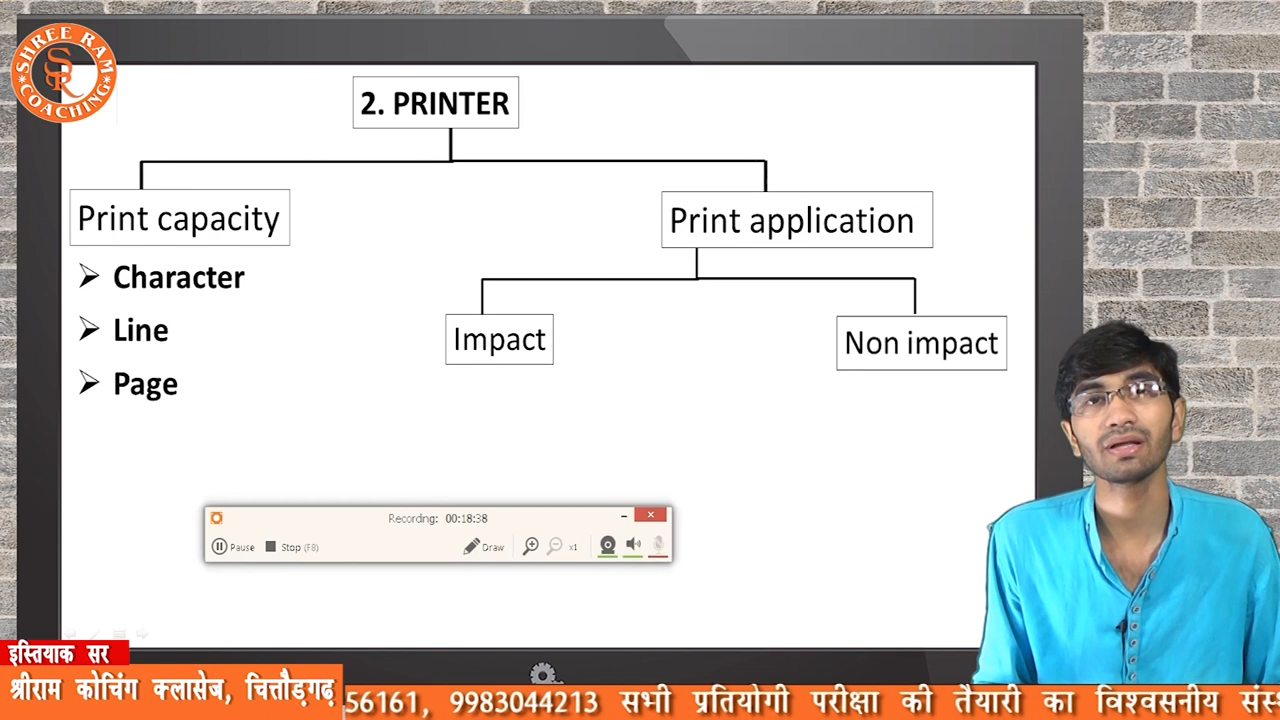 SHREE RAM
COACHING
SR
2. PRINTER
Print capacity
Print application
Character
Line
Page
Impact
Non impact
Recording: 00:18:38
Pause
Stop (F8)
Draw
x1
इस्तियाक सर
श्रीराम कोचिंग क्लासेज, चित्तौड़गढ़
56161, 9983044213 सभी प्रतियोगी परीक्षा की तैयारी का विश्वसनीय संस